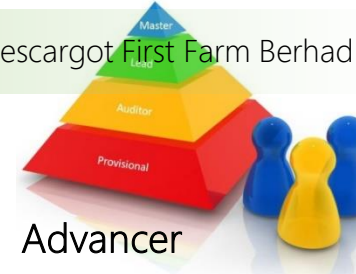 Master
escargot First Farm Berhad
Lead
Auditor
Provisional
Advancer